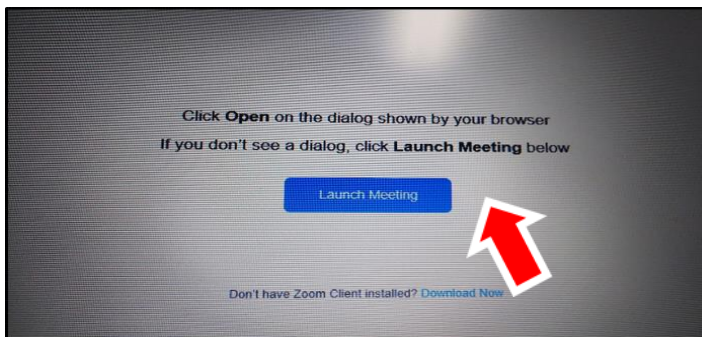 Click Open on the dialog shown by your browser
If you don't see a dialog, click Launch Meeting below
Launch Meeting
Don't have Zoom Client installed? Download Now